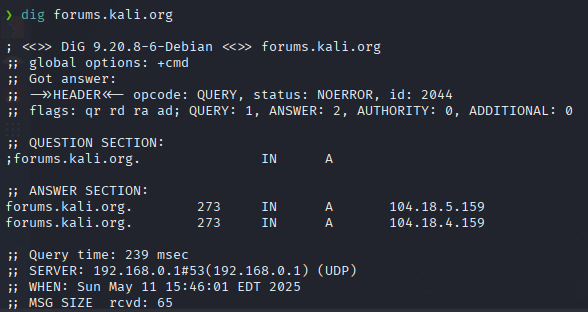 ❯ dig forums.kali.org
; <<>> DiG 9.20.8-6-Debian <<>> forums.kali.org
;; global options: +cmd
;; Got answer:
;; ->>HEADER<<- opcode: QUERY, status: NOERROR, id: 2044
;; flags: qr rd ra ad; QUERY: 1, ANSWER: 2, AUTHORITY: 0, ADDITIONAL: 0
;; QUESTION SECTION:
;forums.kali.org. IN A
;; ANSWER SECTION:
forums.kali.org. 273 IN A 104.18.5.159
forums.kali.org. 273 IN A 104.18.4.159
;; Query time: 239 msec
;; SERVER: 192.168.0.1#53(192.168.0.1) (UDP)
;; WHEN: Sun May 11 15:46:01 EDT 2025
;; MSG SIZE rcvd: 65